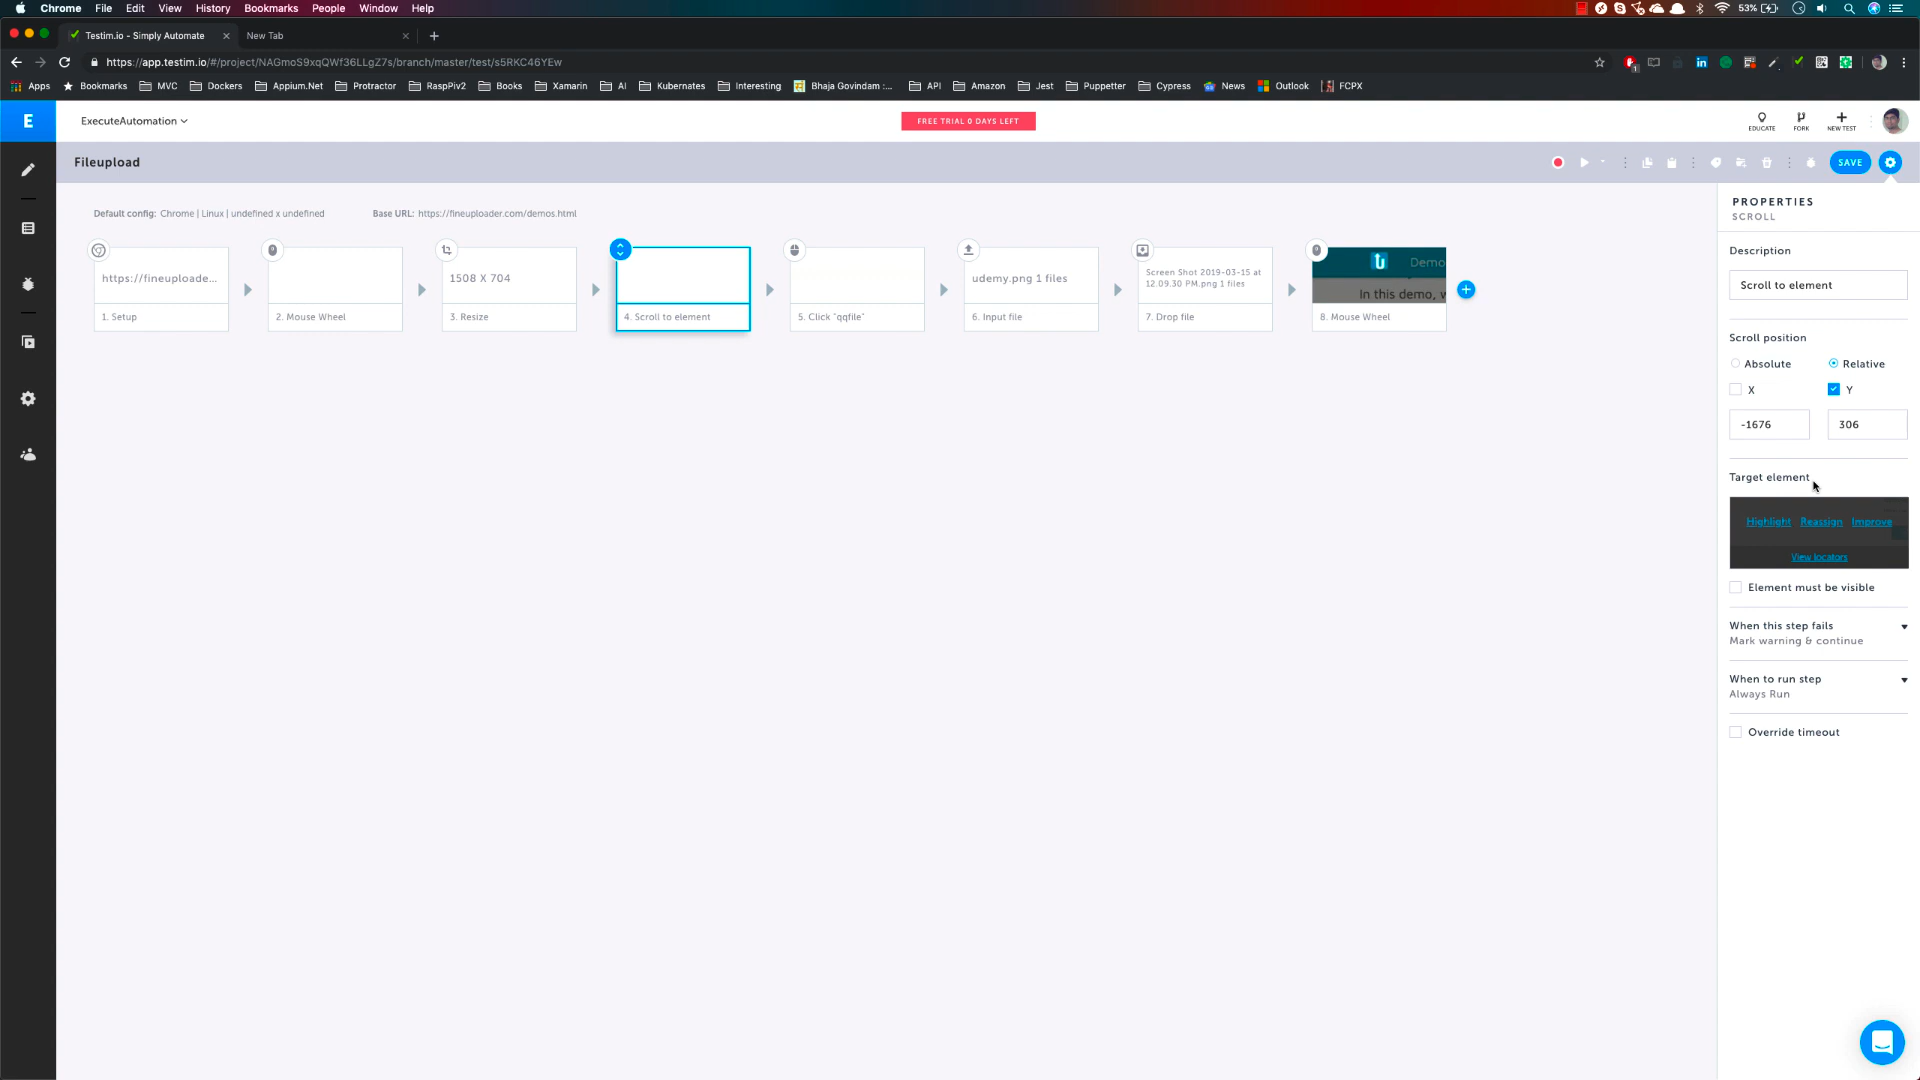 Chrome File Edit View History Bookmarks People Window Help 53%
Testim.io - Simply Automate New Tab
https://app.testim.io/#/project/NAGmoS9xqQWf36LLgZ7s/branch/master/test/s5RKC46YEw
Apps Bookmarks MVC Dockers Appium.Net Protractor RaspPiv2 Books Xamarin AI Kubernates Interesting Bhaja Govindam :... API Amazon Jest Puppetter Cypress News Outlook FCPX
E ExecuteAutomation FREE TRIAL 0 DAYS LEFT EDUCATE FORK NEW TEST
Fileupload SAVE
Default config: Chrome | Linux | undefined x undefined Base URL: https://fineuploader.com/demos.html
https://fineuploade...
1. Setup
2. Mouse Wheel
1508 X 704
3. Resize
4. Scroll to element
5. Click "qqfile"
udemy.png 1 files
6. Input file
Screen Shot 2019-03-15 at
12.09.30 PM.png 1 files
7. Drop file
Demo
In this demo, w
8. Mouse Wheel
PROPERTIES
SCROLL
Description
Scroll to element
Scroll position
Absolute Relative
X Y
-1676 306
Target element
Highlight Reassign Improve
View locators
Element must be visible
When this step fails
Mark warning & continue
When to run step
Always Run
Override timeout